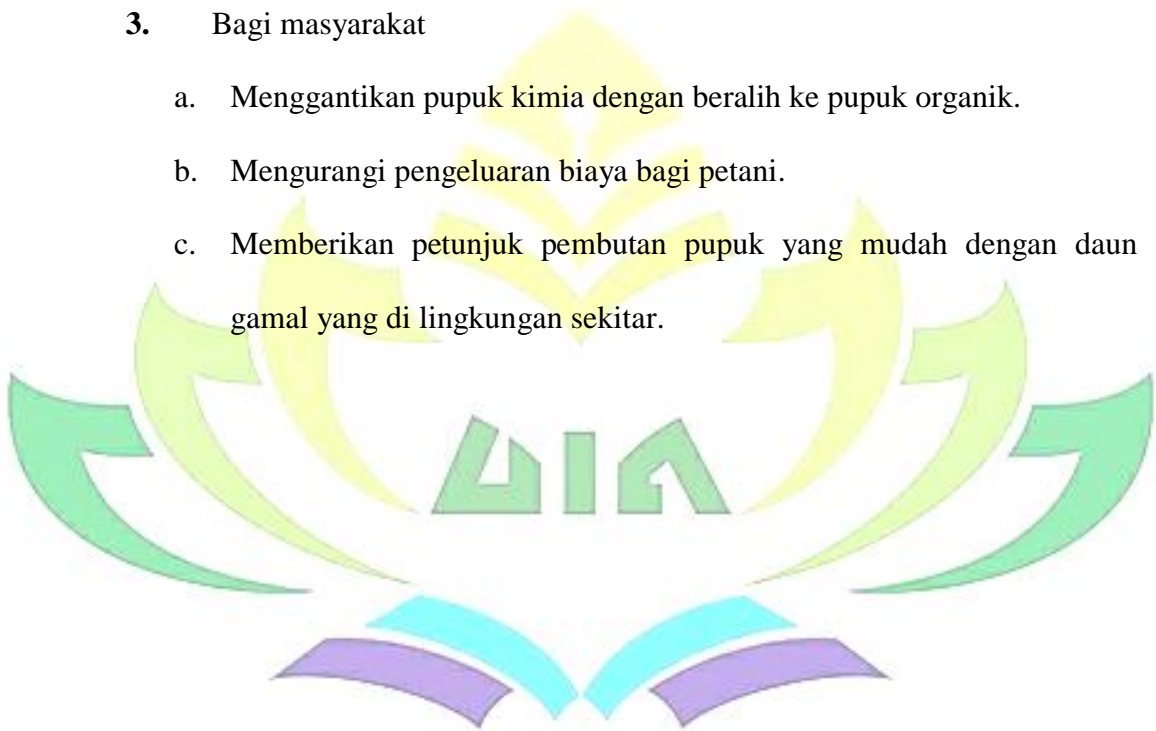 3. Bagi masyarakat
a. Menggantikan pupuk kimia dengan beralih ke pupuk organik.
b. Mengurangi pengeluaran biaya bagi petani.
c. Memberikan petunjuk pembutan pupuk yang mudah dengan daun
gamal yang di lingkungan sekitar.
UIN